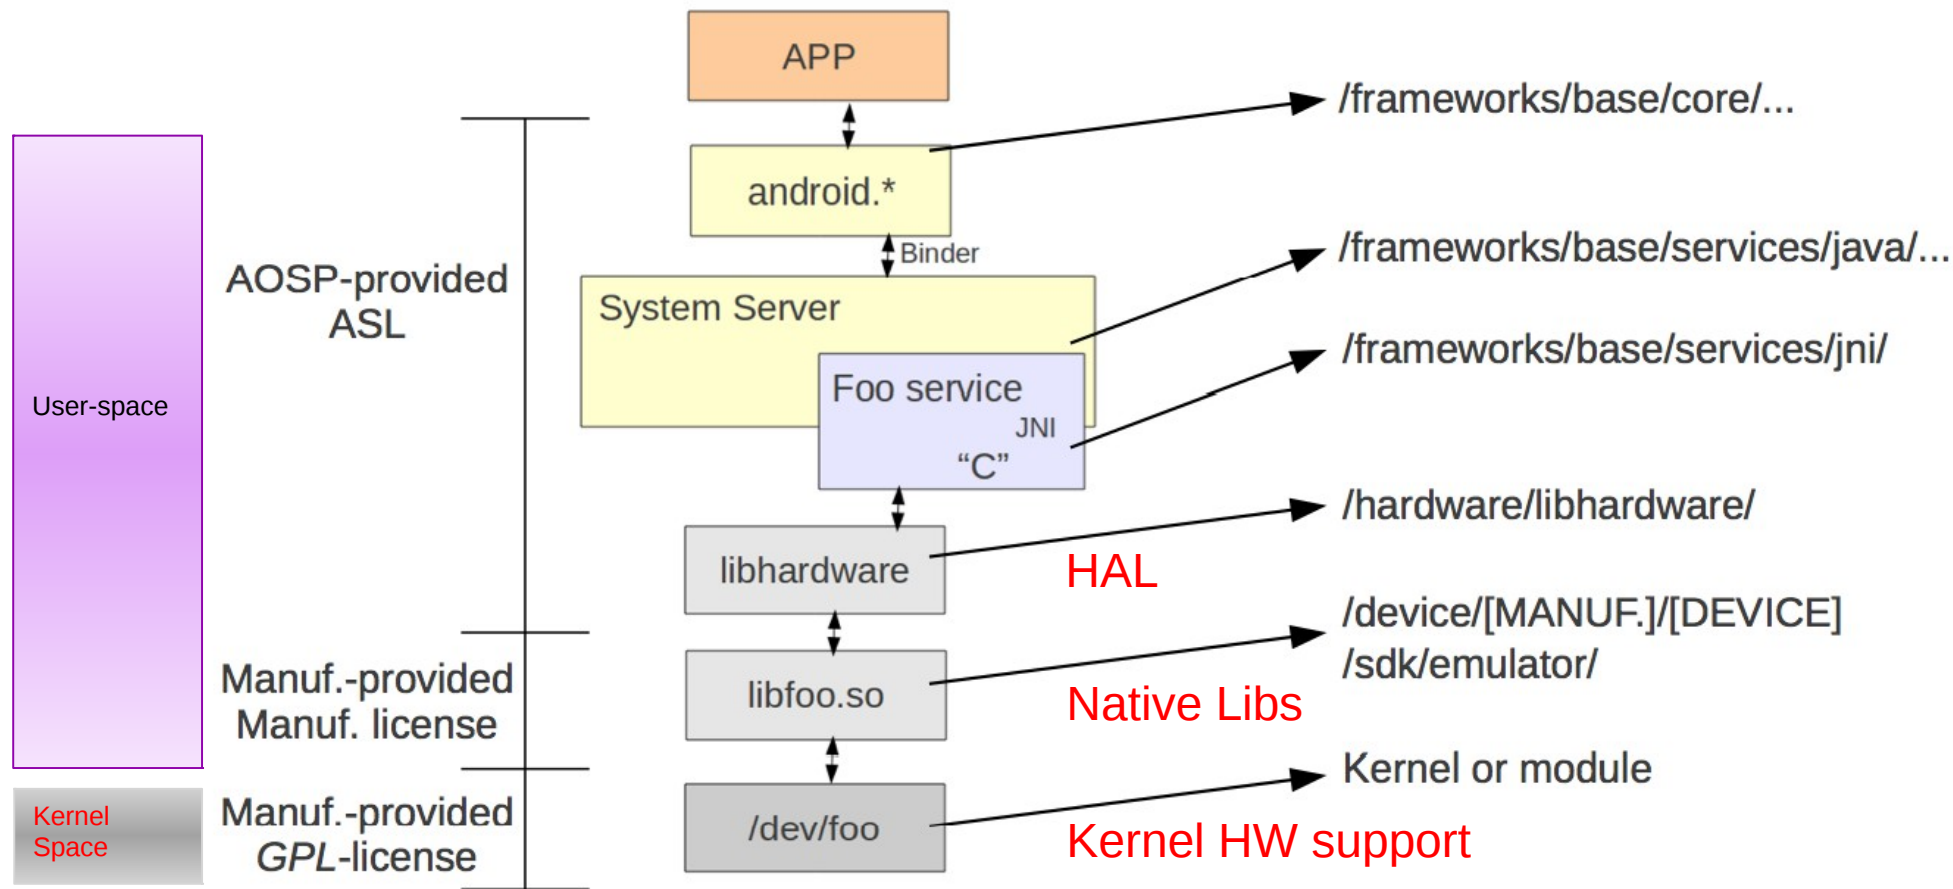 APP
/frameworks/base/core/...
android.*
Binder
/frameworks/base/services/java/...
AOSP-provided
ASL
System Server
/frameworks/base/services/jni/
Foo service
JNI
“C”
User-space
/hardware/libhardware/
libhardware
HAL
/device/[MANUF.]/[DEVICE]
/sdk/emulator/
Manuf.-provided
Manuf. license
libfoo.so
Native Libs
Kernel or module
Kernel
Space
Manuf.-provided
GPL-license
/dev/foo
Kernel HW support